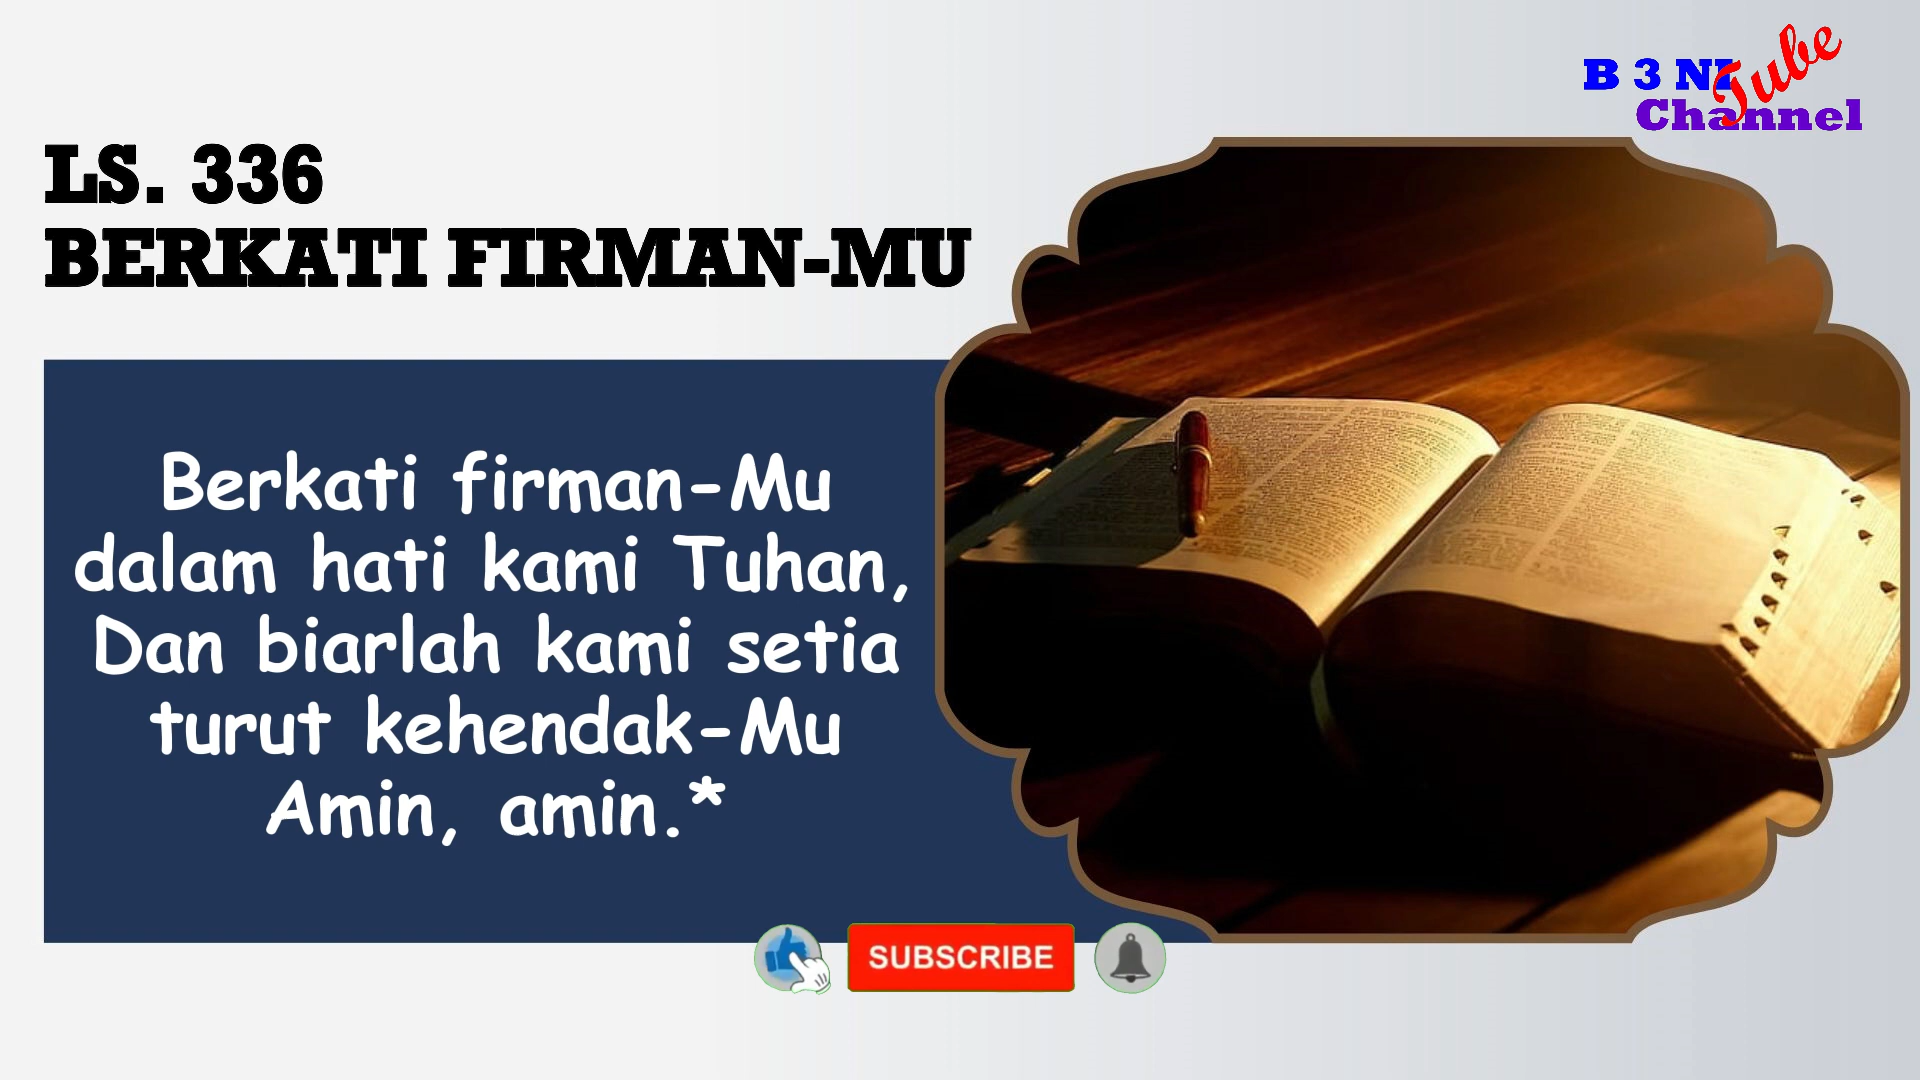 B 3 NI Tube
Channel
LS. 336
BERKATI FIRMAN-MU
Berkati firman-Mu
dalam hati kami Tuhan,
Dan biarlah kami setia
turut kehendak-Mu
Amin, amin.*
SUBSCRIBE